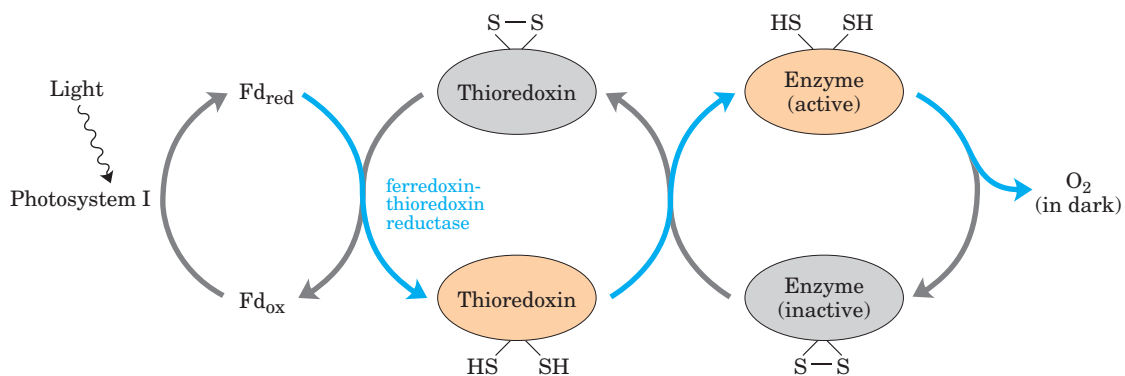 Light
Photosystem I
Fd_red
Fd_ox
S—S
Thioredoxin
ferredoxin-
thioredoxin
reductase
Thioredoxin
HS SH
HS SH
Enzyme
(active)
O₂
(in dark)
Enzyme
(inactive)
S—S